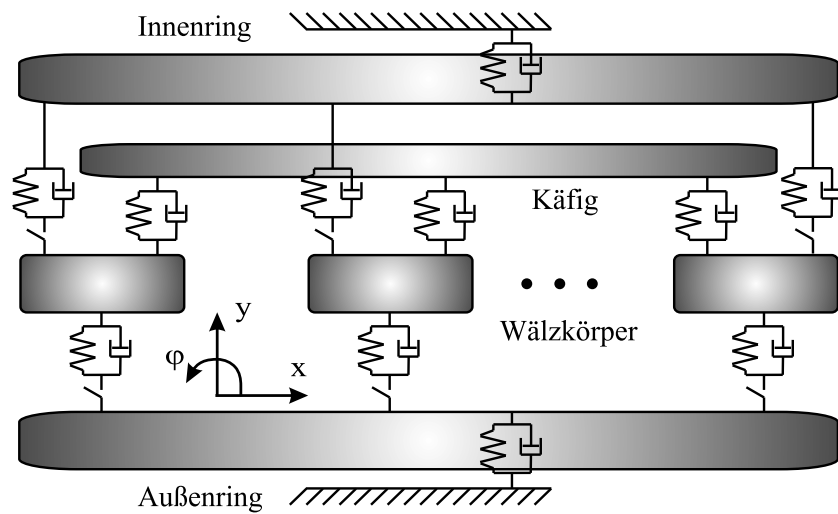 Innenring
Käfig
Wälzkörper
y
φ
x
Außenring